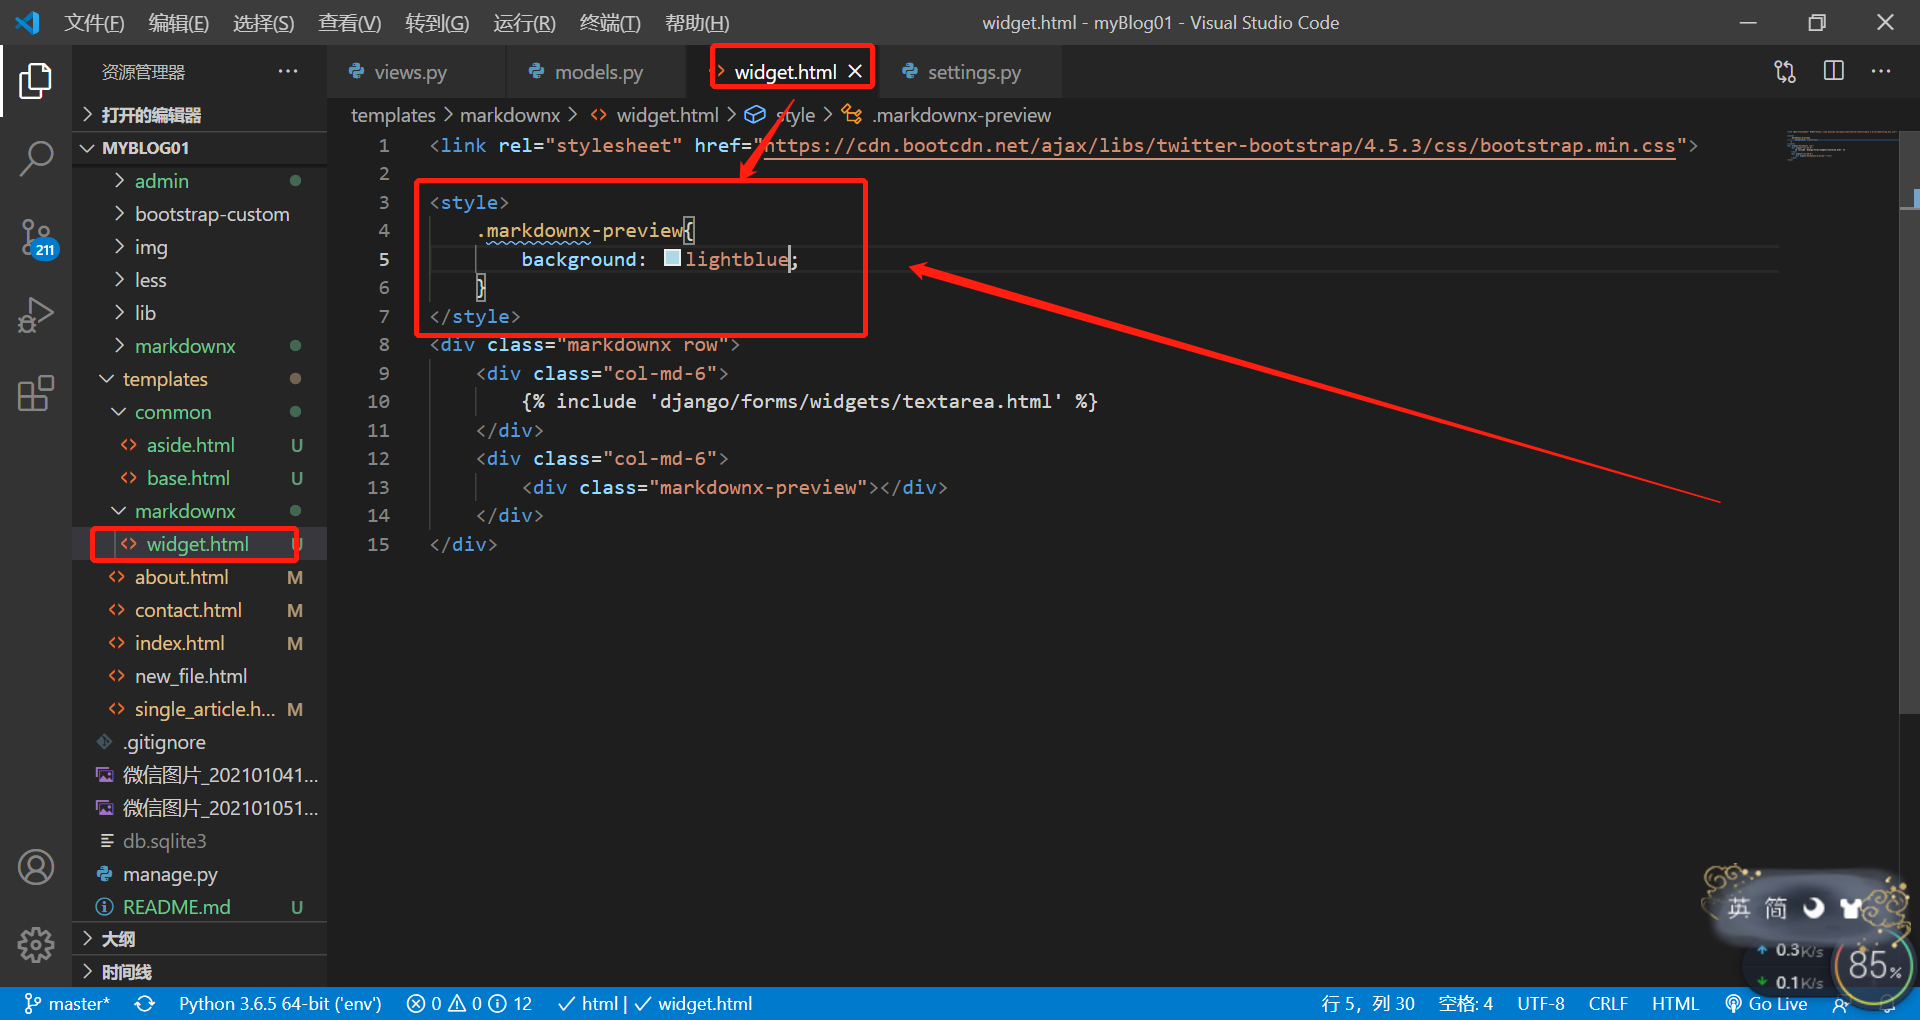 文件(F) 编辑(E) 选择(S) 查看(V) 转到(G) 运行(R) 终端(T) 帮助(H)
widget.html - myBlog01 - Visual Studio Code
资源管理器
views.py
models.py
widget.html
settings.py
打开的编辑器
templates > markdownx > widget.html > style > .markdownx-preview
MYBLOG01
211
admin
bootstrap-custom
img
less
lib
markdownx
templates
common
aside.html U
base.html U
markdownx
widget.html U
about.html M
contact.html M
index.html M
new_file.html
single_article.h... M
.gitignore
微信图片_202101041...
微信图片_202101051...
db.sqlite3
manage.py
README.md U
大纲
时间线
1 <link rel="stylesheet" href="https://cdn.bootcdn.net/ajax/libs/twitter-bootstrap/4.5.3/css/bootstrap.min.css">
2
3 <style>
4 .markdownx-preview{
5 background: lightblue;
6 }
7 </style>
8 <div class="markdownx row">
9 <div class="col-md-6">
10 {% include 'django/forms/widgets/textarea.html' %}
11 </div>
12 <div class="col-md-6">
13 <div class="markdownx-preview"></div>
14 </div>
15 </div>
英 简
0.3K/s
0.1K/s
85%
master* Python 3.6.5 64-bit ('env') 0 0 12 html | widget.html
行 5，列 30 空格: 4 UTF-8 CRLF HTML Go Live